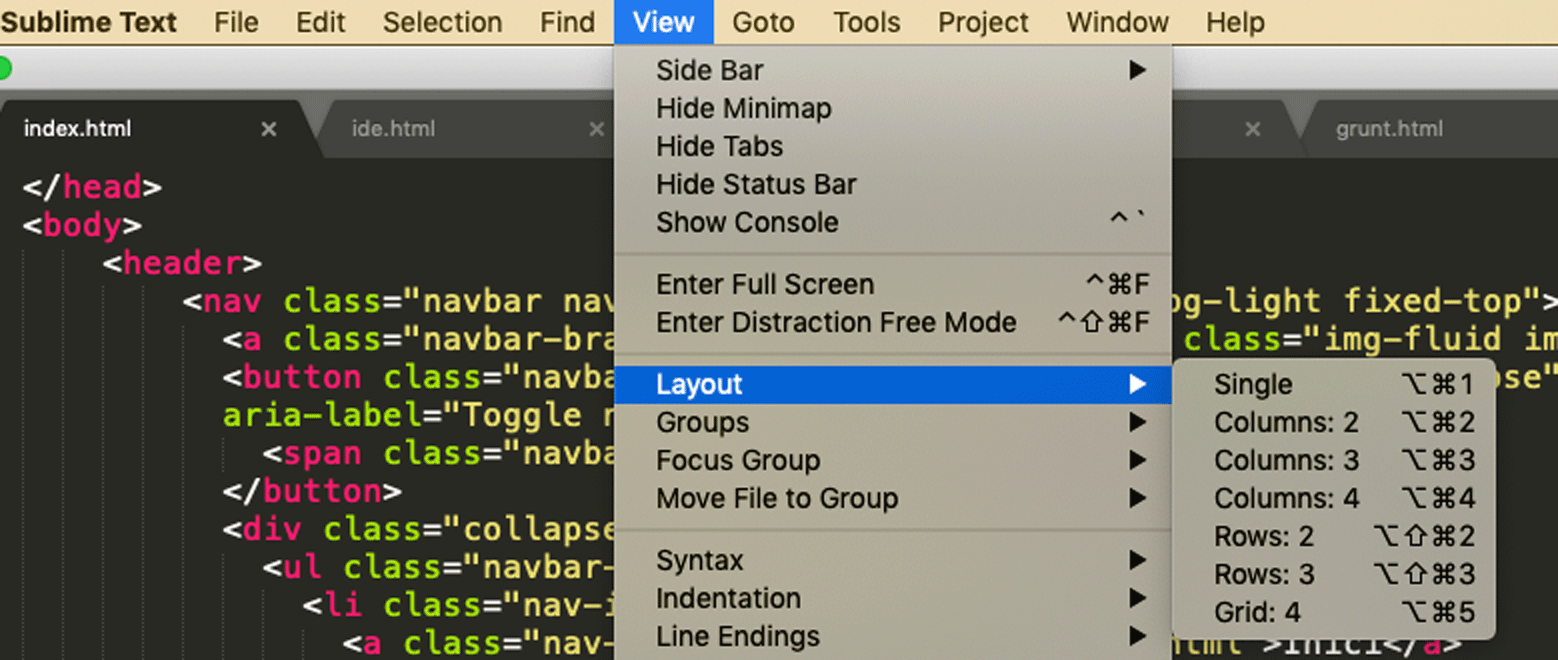 Sublime Text File Edit Selection Find View Goto Tools Project Window Help
index.html × ide.html × × grunt.html
Side Bar ▶
Hide Minimap
Hide Tabs
Hide Status Bar
Show Console ^`
Enter Full Screen ^⌘F
Enter Distraction Free Mode ^⇧⌘F
Layout ▶
Groups ▶
Focus Group ▶
Move File to Group ▶
Syntax ▶
Indentation ▶
Line Endings ▶
Single ⌥⌘1
Columns: 2 ⌥⌘2
Columns: 3 ⌥⌘3
Columns: 4 ⌥⌘4
Rows: 2 ⌥⇧⌘2
Rows: 3 ⌥⇧⌘3
Grid: 4 ⌥⌘5
</head>
<body>
<header>
<nav class="navbar nav
bg-light fixed-top">
<a class="navbar-bra
class="img-fluid im
<button class="navba
se"
aria-label="Toggle
<span class="navba
</button>
<div class="collapse
<ul class="navbar-
<li class="nav-i
<a class="nav-
html">Inici</a>